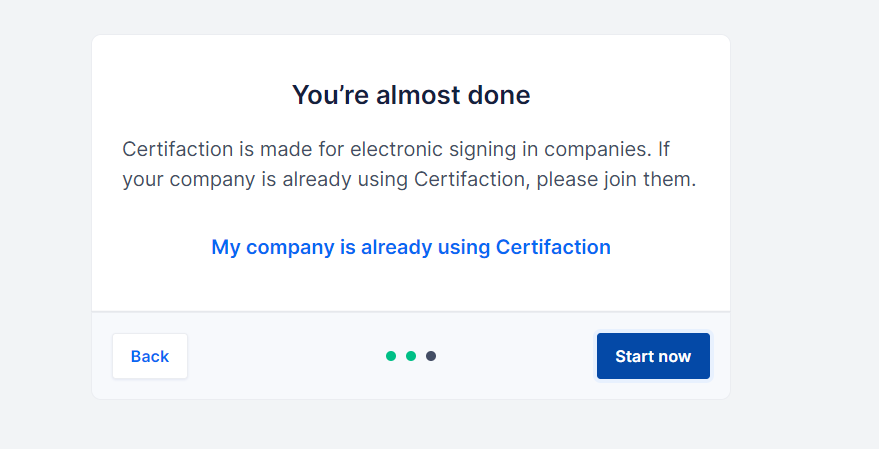 You’re almost done
Certifaction is made for electronic signing in companies. If
your company is already using Certifaction, please join them.
My company is already using Certifaction
Back
Start now